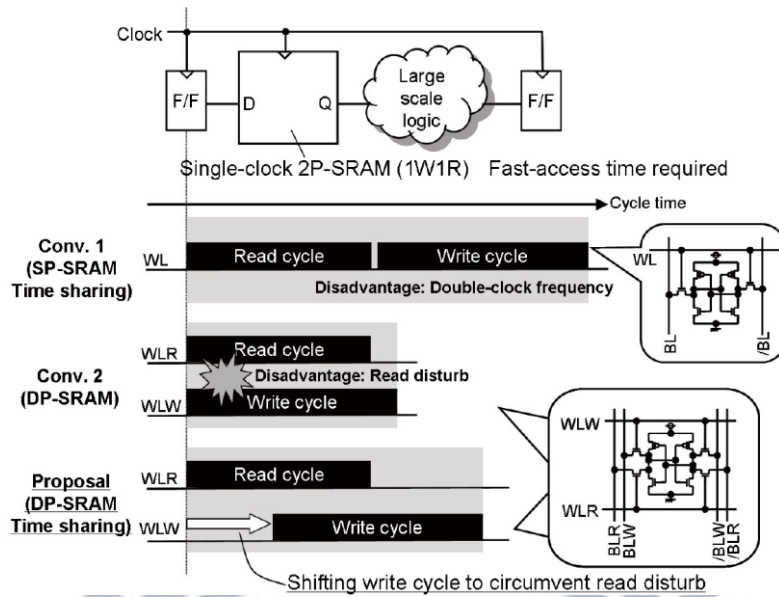 Clock
F/F
D
Q
Large
scale
logic
F/F
Single-clock 2P-SRAM (1W1R)
Fast-access time required
Cycle time
Conv. 1
(SP-SRAM
Time sharing)
WL
Read cycle
Write cycle
Disadvantage: Double-clock frequency
WL
BL
/BL
Conv. 2
(DP-SRAM)
WLR
Read cycle
Disadvantage: Read disturb
WLW
Write cycle
Proposal
(DP-SRAM
Time sharing)
WLR
Read cycle
WLW
Write cycle
WLW
WLR
BLR
BLW
/BLW
/BLR
Shifting write cycle to circumvent read disturb